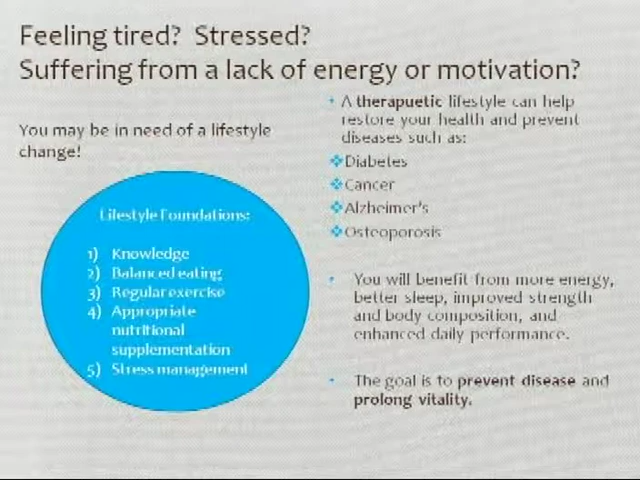 Feeling tired?  Stressed?
Suffering from a lack of energy or motivation?
You may be in need of a lifestyle
change!
Lifestyle Foundations:
1) Knowledge
2) Balanced eating
3) Regular exercise
4) Appropriate
nutritional
supplementation
5) Stress management
• A therapuetic lifestyle can help
restore your health and prevent
diseases such as:
❖Diabetes
❖Cancer
❖Alzheimer's
❖Osteoporosis
• You will benefit from more energy,
better sleep, improved strength
and body composition, and
enhanced daily performance.
• The goal is to prevent disease and
prolong vitality.